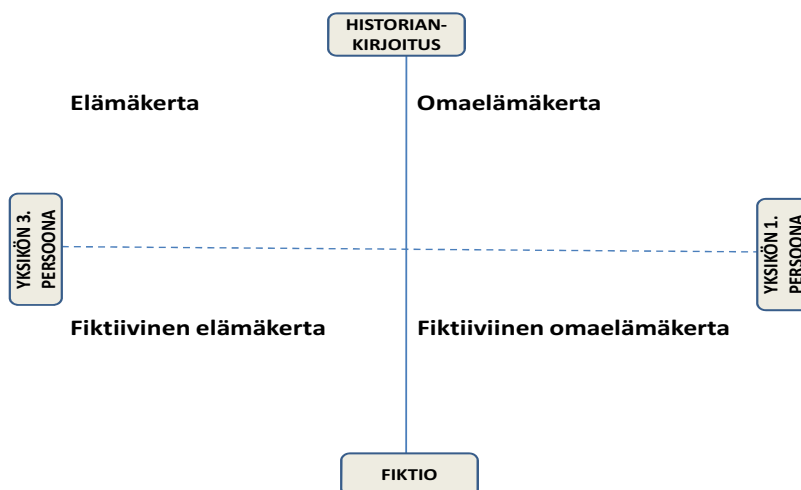 HISTORIAN-
KIRJOITUS
Elämäkerta
Omaelämäkerta
YKSIKÖN 3.
PERSOONA
YKSIKÖN 1.
PERSOONA
Fiktiivinen elämäkerta
Fiktiiviinen omaelämäkerta
FIKTIO